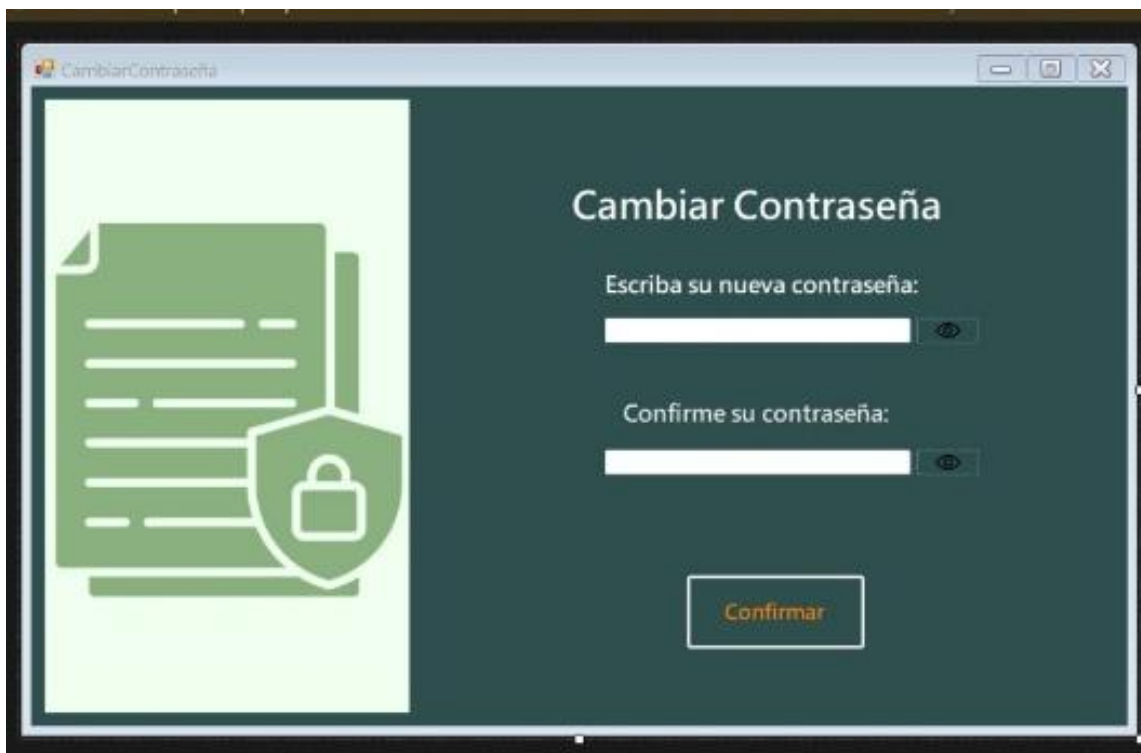 CambiarContraseña
Cambiar Contraseña
Escriba su nueva contraseña:
Confirme su contraseña:
Confirmar